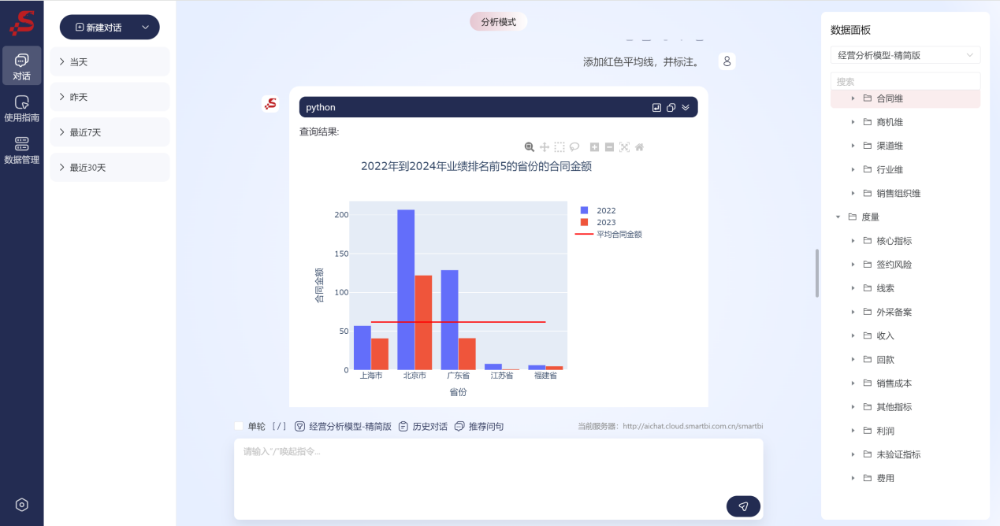 新建对话
对话
使用指南
数据管理
当天
昨天
最近7天
最近30天
分析模式
添加红色平均线，并标注。
python
查询结果:
2022年到2024年业绩排名前5的省份的合同金额
合同金额
200
150
100
50
0
上海市 北京市 广东省 江苏省 福建省
省份
2022
2023
平均合同金额
单轮 [ / ] 经营分析模型-精简版 历史对话 推荐问句
当前服务器: http://aichat.cloud.smartbi.com.cn/smartbi
请输入“/”唤起指令...
数据面板
经营分析模型-精简版
搜索
合同维
商机维
渠道维
行业维
销售组织维
度量
核心指标
签约风险
线索
外采备案
收入
回款
销售成本
其他指标
利润
未验证指标
费用